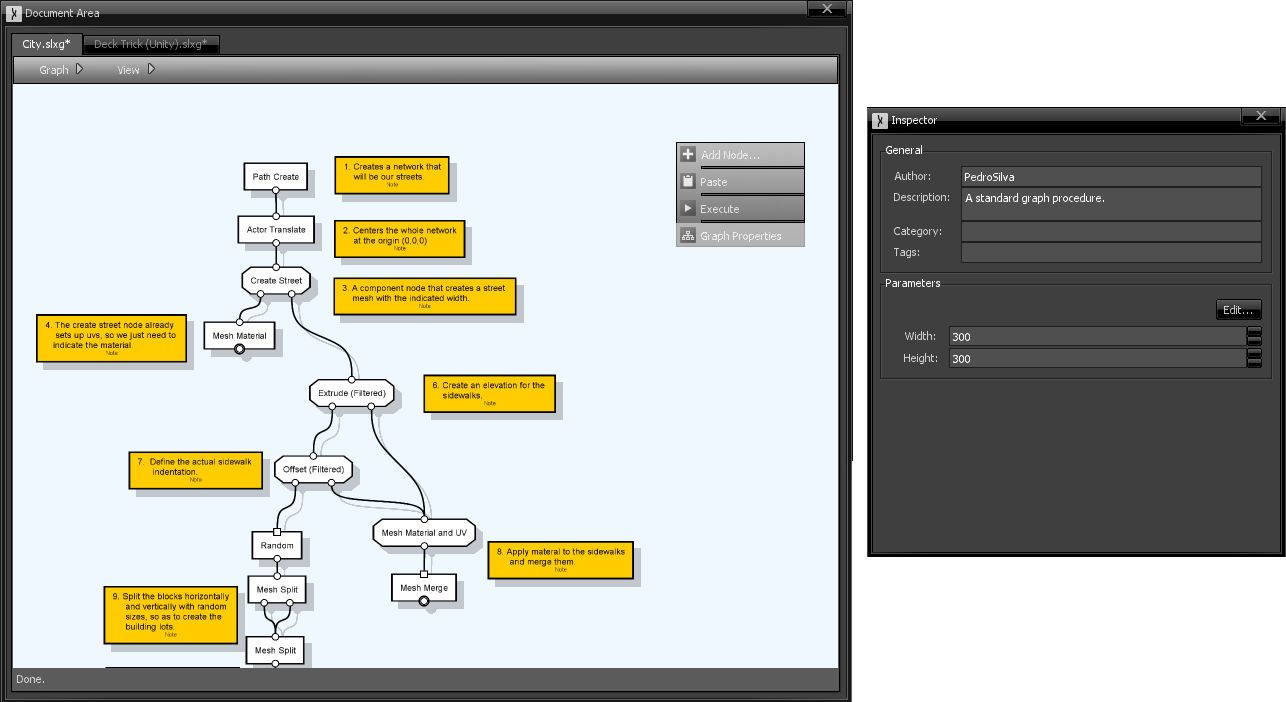 Document Area
City.slxg*
Deck Trick (Unity).slxg*
Graph
View
Path Create
1. Creates a network that
will be our streets.
Note
Actor Translate
2. Centers the whole network
at the origin (0,0,0)
Note
Create Street
3. A component node that creates a street
mesh with the indicated width.
Note
4. The create street node already
sets up uvs, so we just need to
indicate the material.
Note
Mesh Material
Extrude (Filtered)
6. Create an elevation for the
sidewalks.
Note
7. Define the actual sidewalk
indentation.
Note
Offset (Filtered)
Random
Mesh Material and UV
8. Apply materal to the sidewalks
and merge them.
Note
Mesh Split
Mesh Merge
9. Split the blocks horizontally
and vertically with random
sizes, so as to create the
building lots.
Note
Mesh Split
Add Node...
Paste
Execute
Graph Properties
Done.
Inspector
General
Author:
PedroSilva
Description:
A standard graph procedure.
Category:
Tags:
Parameters
Edit...
Width:
300
Height:
300